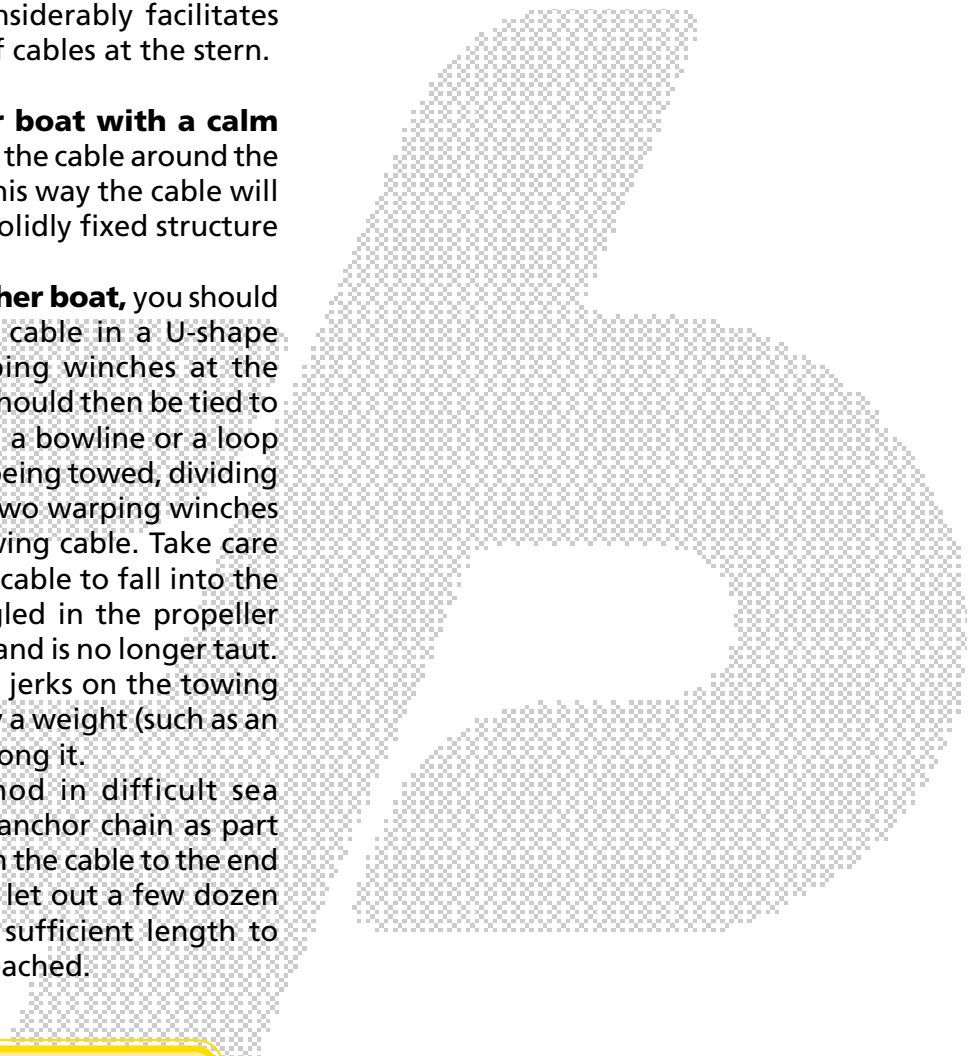 nsiderably facilitates
f cables at the stern.
r boat with a calm
the cable around the
his way the cable will
olidly fixed structure
her boat, you should
cable in a U-shape
ping winches at the
hould then be tied to
a bowline or a loop
being towed, dividing
wo warping winches
wing cable. Take care
cable to fall into the
gled in the propeller
and is no longer taut.
jerks on the towing
y a weight (such as an
ong it.
hod in difficult sea
anchor chain as part
n the cable to the end
let out a few dozen
sufficient length to
ached.